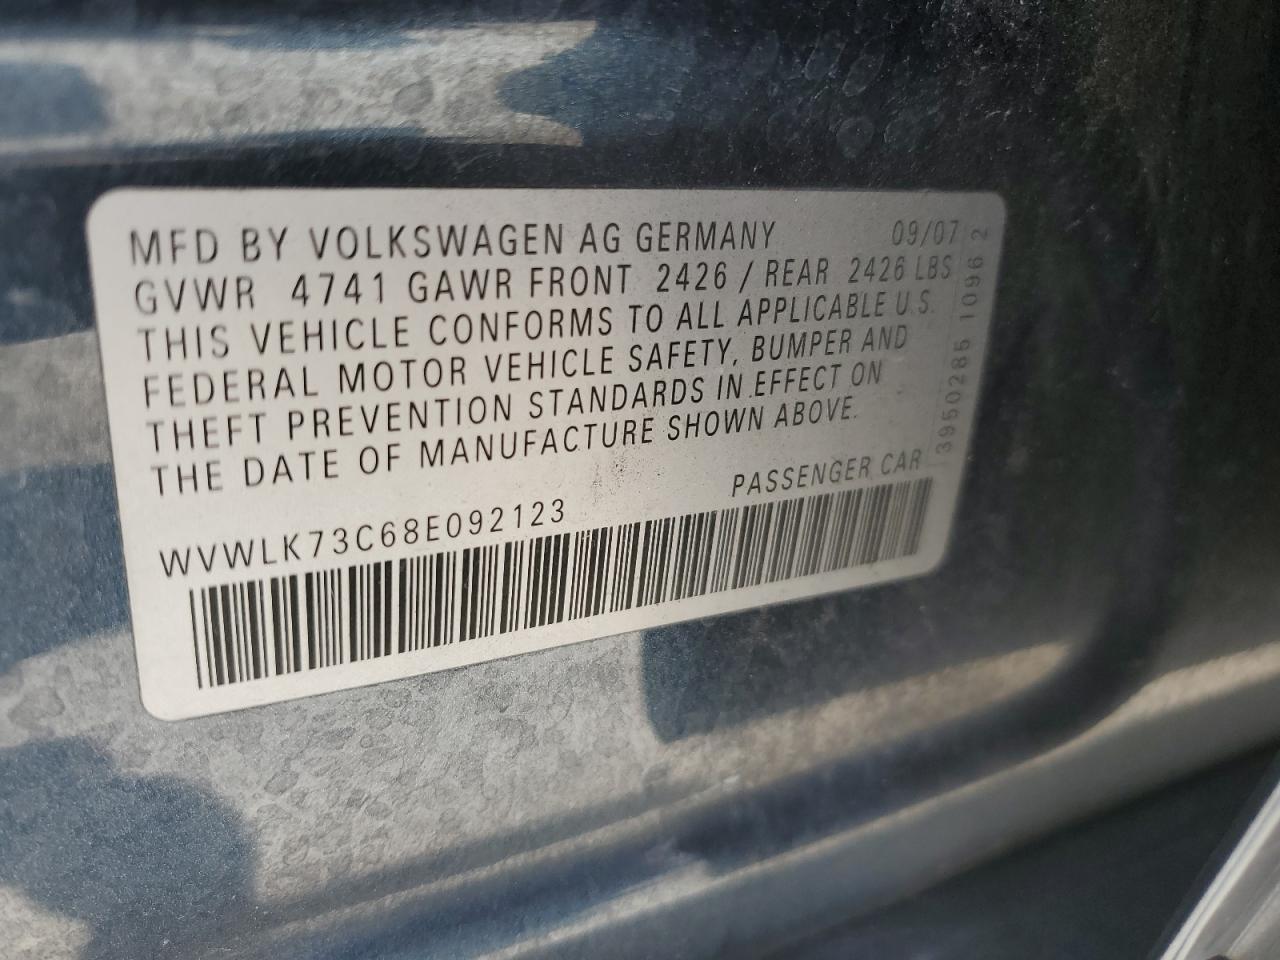 MFD BY VOLKSWAGEN AG GERMANY 09/07
GVWR 4741 GAWR FRONT 2426 / REAR 2426 LBS
THIS VEHICLE CONFORMS TO ALL APPLICABLE U.S.
FEDERAL MOTOR VEHICLE SAFETY, BUMPER AND
THEFT PREVENTION STANDARDS IN EFFECT ON
THE DATE OF MANUFACTURE SHOWN ABOVE.
PASSENGER CAR
WVWLK73C68E092123
3950285 10962